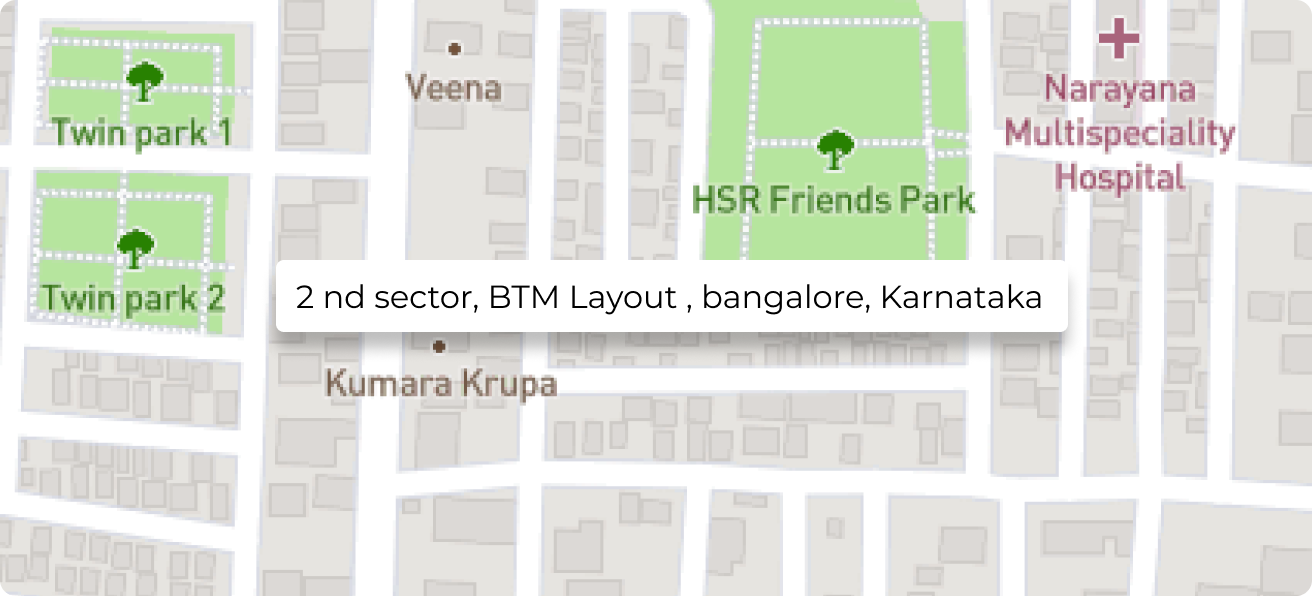 Veena
Twin park 1
Narayana
Multispeciality
Hospital
HSR Friends Park
Twin park 2
2 nd sector, BTM Layout , bangalore, Karnataka
Kumara Krupa